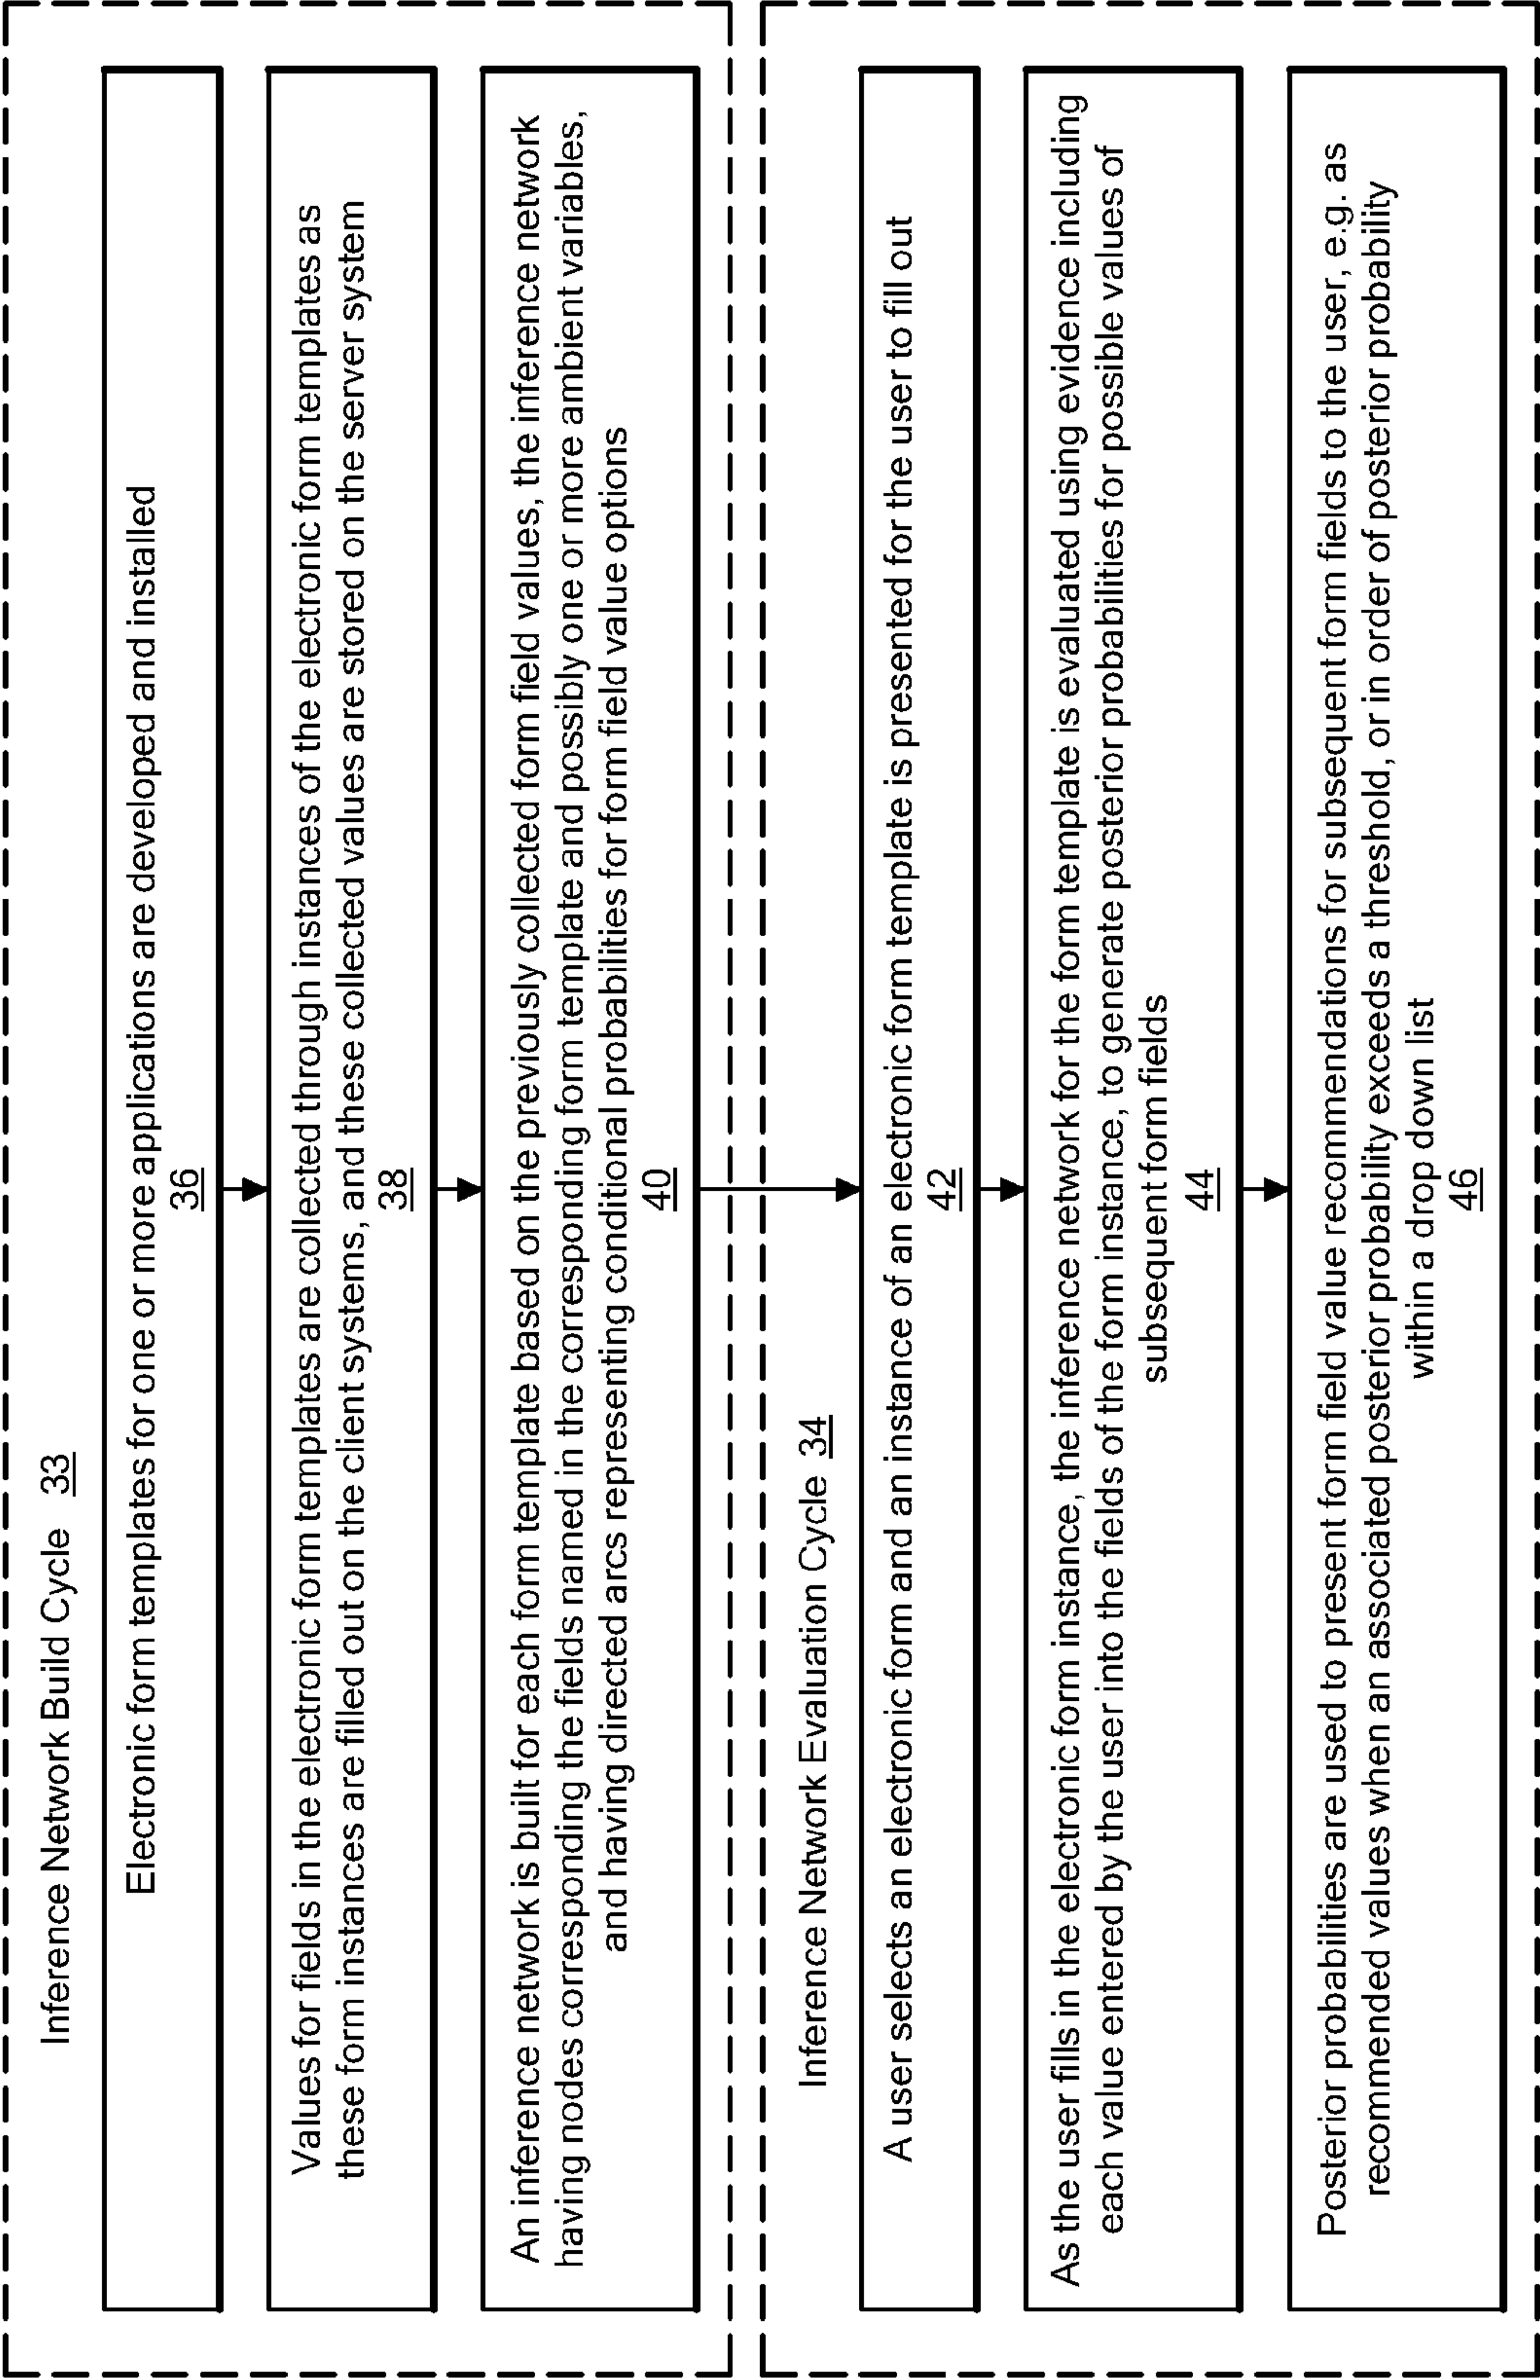 Inference Network Build Cycle 33
Electronic form templates for one or more applications are developed and installed
36
Values for fields in the electronic form templates are collected through instances of the electronic form templates as
these form instances are filled out on the client systems, and these collected values are stored on the server system
38
An inference network is built for each form template based on the previously collected form field values, the inference network
having nodes corresponding the fields named in the corresponding form template and possibly one or more ambient variables,
and having directed arcs representing conditional probabilities for form field value options
40
Inference Network Evaluation Cycle 34
A user selects an electronic form and an instance of an electronic form template is presented for the user to fill out
42
As the user fills in the electronic form instance, the inference network for the form template is evaluated using evidence including
each value entered by the user into the fields of the form instance, to generate posterior probabilities for possible values of
subsequent form fields
44
Posterior probabilities are used to present form field value recommendations for subsequent form fields to the user, e.g. as
recommended values when an associated posterior probability exceeds a threshold, or in order of posterior probability
within a drop down list
46